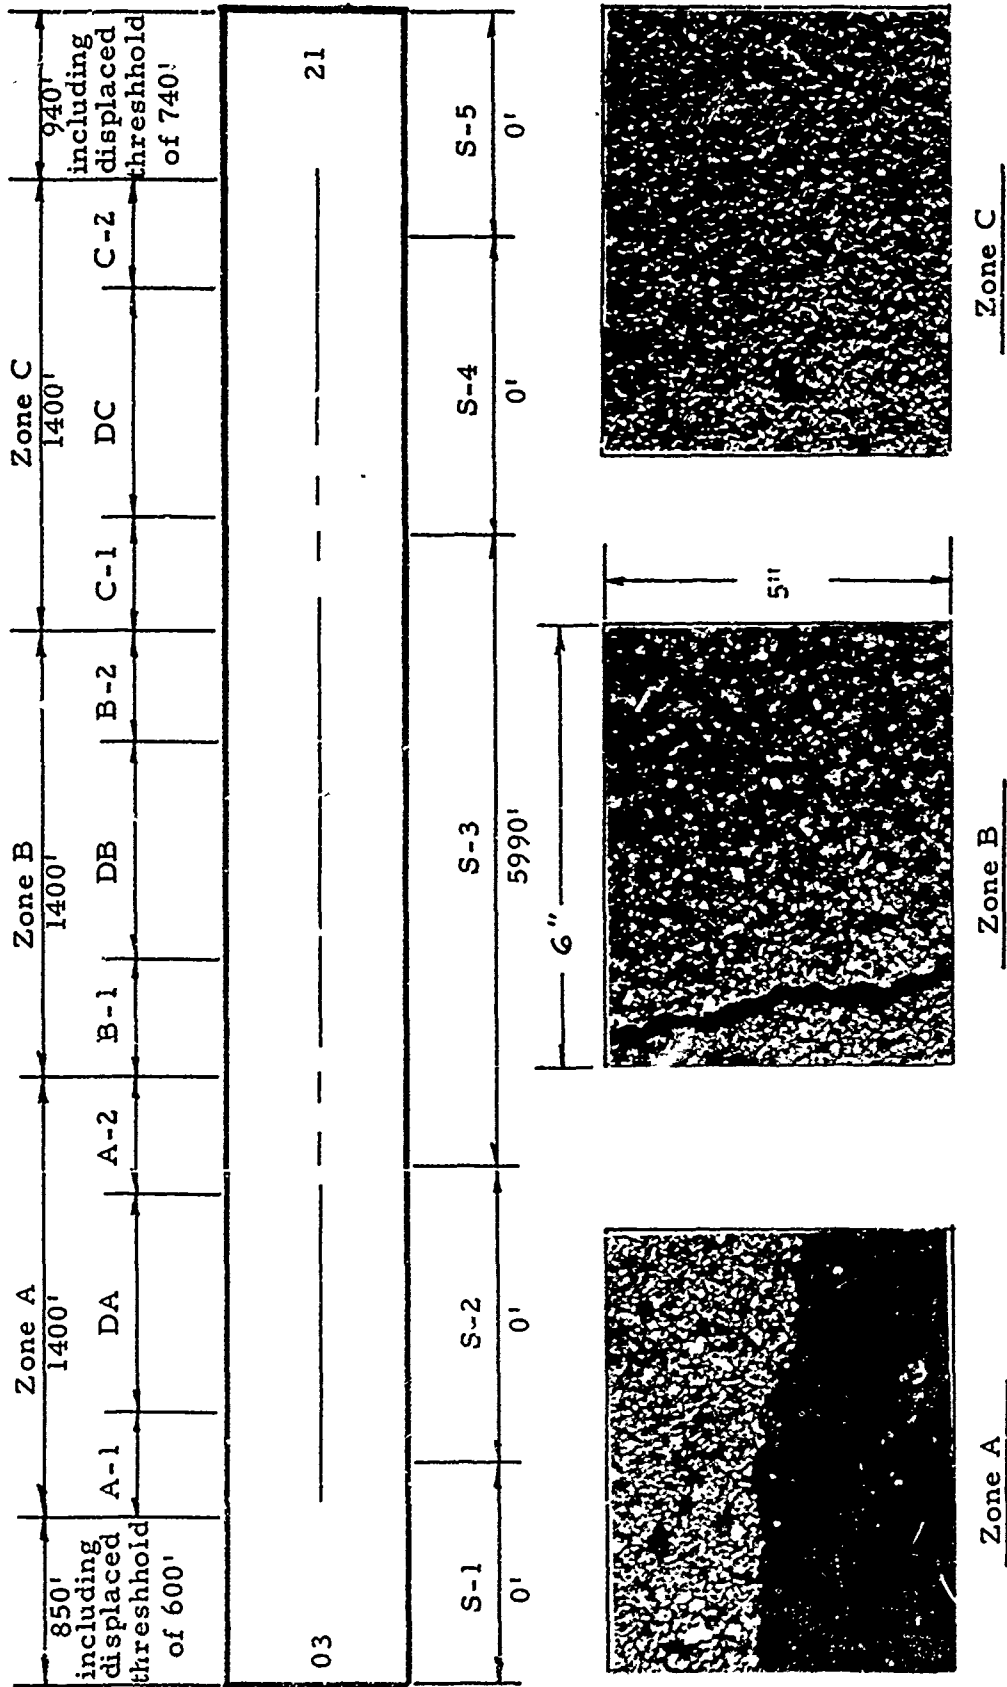 850'
including
displaced
threshhold
of 600'
Zone A
1400'
A-1
DA
A-2
Zone B
1400'
B-1
DB
B-2
Zone C
1400'
C-1
DC
C-2
940'
including
displaced
threshhold
of 740'
03
21
S-1
0'
S-2
0'
S-3
5990'
S-4
0'
S-5
0'
6"
5"
Zone A
Zone B
Zone C